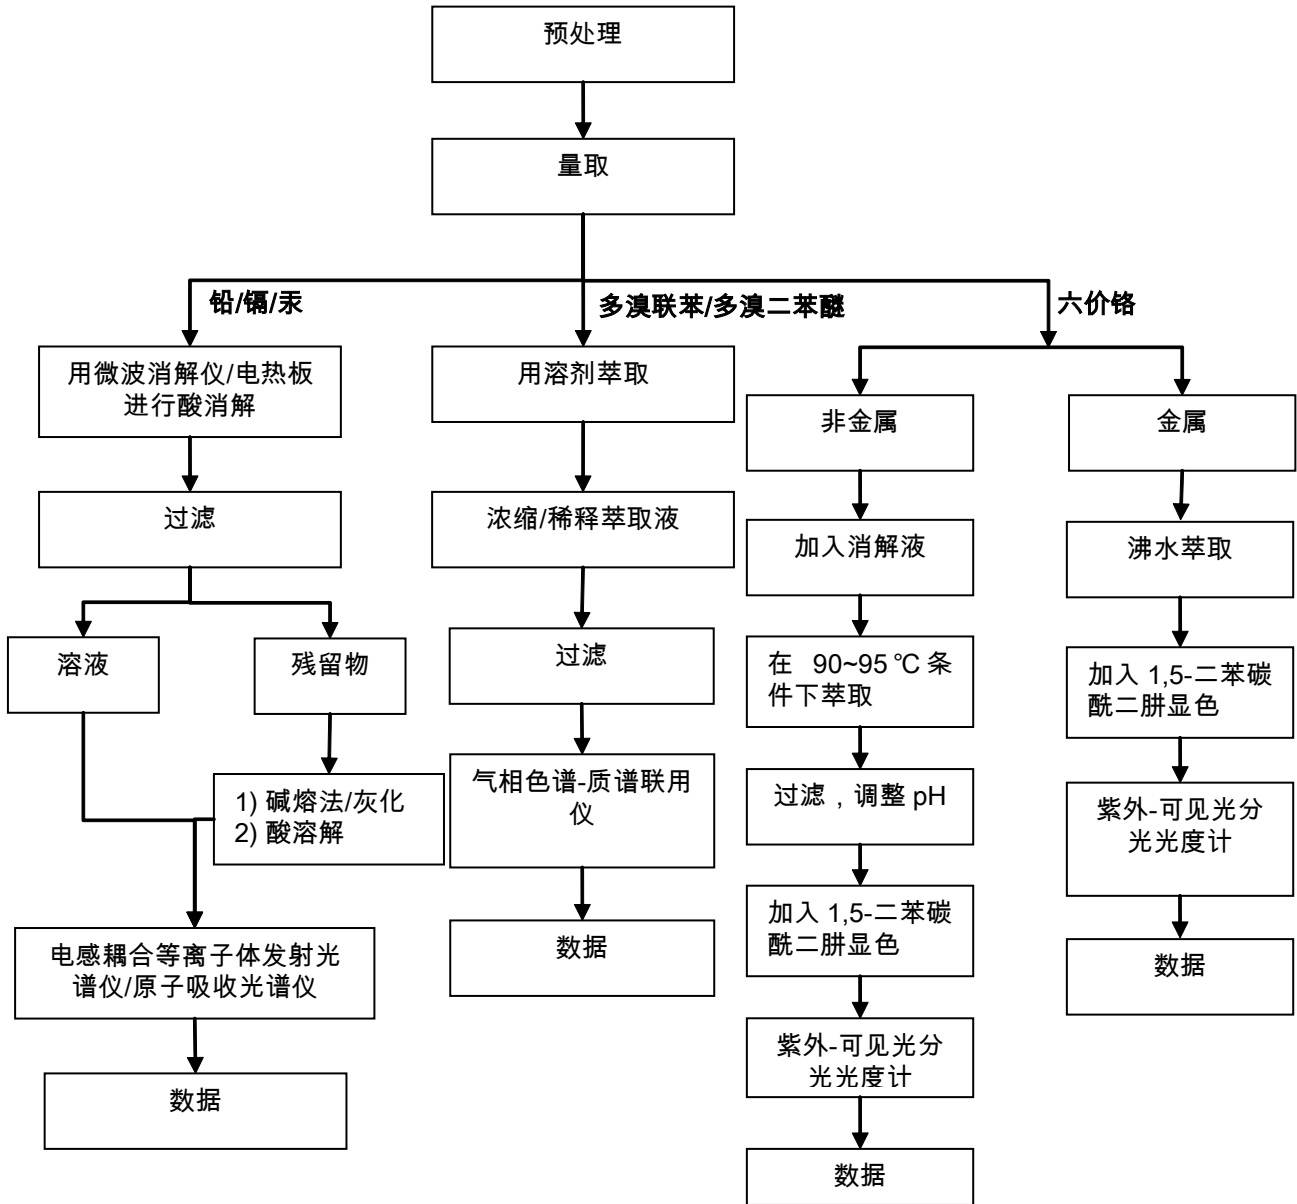 预处理
量取
铅/镉/汞
多溴联苯/多溴二苯醚
六价铬
用微波消解仪/电热板
进行酸消解
过滤
溶液
残留物
1) 碱熔法/灰化
2) 酸溶解
电感耦合等离子体发射光
谱仪/原子吸收光谱仪
数据
用溶剂萃取
浓缩/稀释萃取液
过滤
气相色谱-质谱联用
仪
数据
非金属
加入消解液
在 90~95 ℃ 条
件下萃取
过滤，调整 pH
加入 1,5-二苯碳
酰二肼显色
紫外-可见光分
光光度计
数据
金属
沸水萃取
加入 1,5-二苯碳
酰二肼显色
紫外-可见光分
光光度计
数据